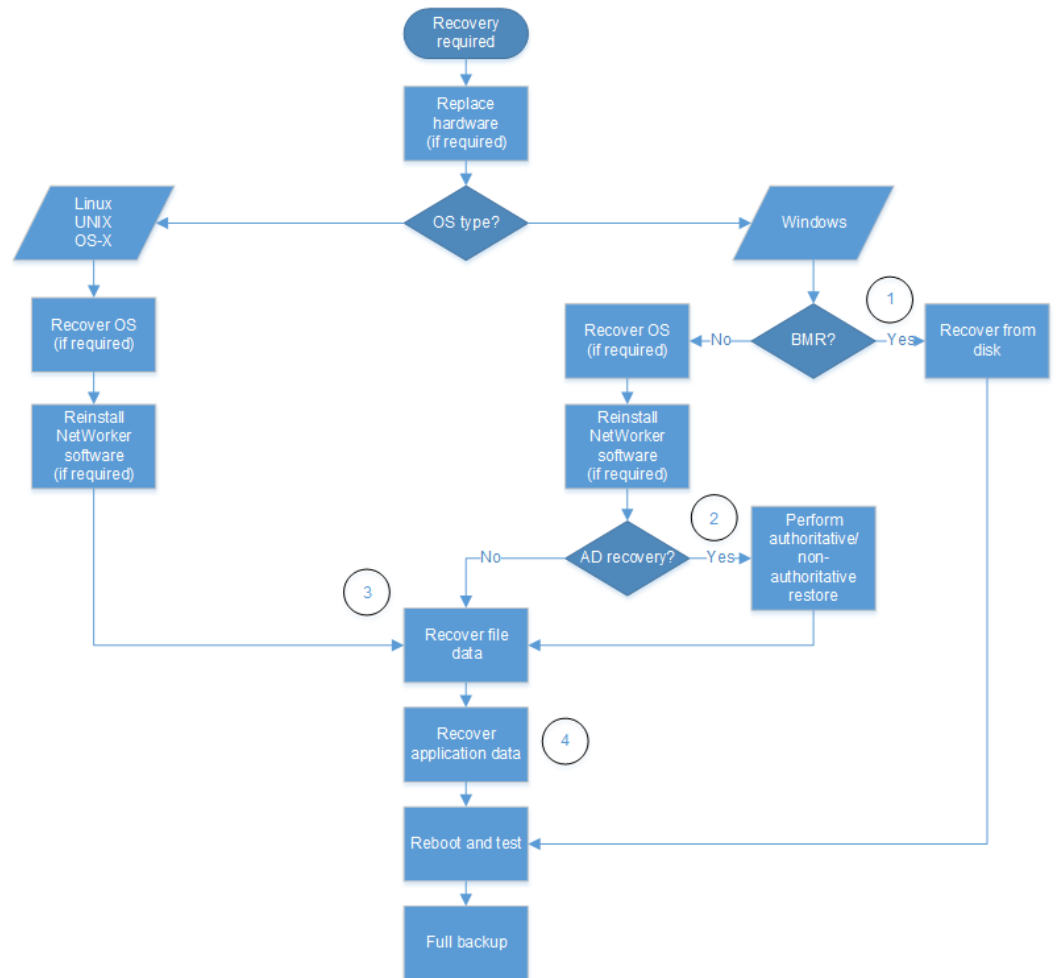 Recovery
required
Replace
hardware
(if required)
Linux
UNIX
OS-X
OS type?
Windows
1
Recover OS
(if required)
Recover OS
(if required)
No
BMR?
Yes
Recover from
disk
Reinstall
NetWorker
software
(if required)
Reinstall
NetWorker
software
(if required)
2
Perform
authoritative/
non-
authoritative
restore
No
AD recovery?
Yes
3
Recover file
data
Recover
application data
4
Reboot and test
Full backup